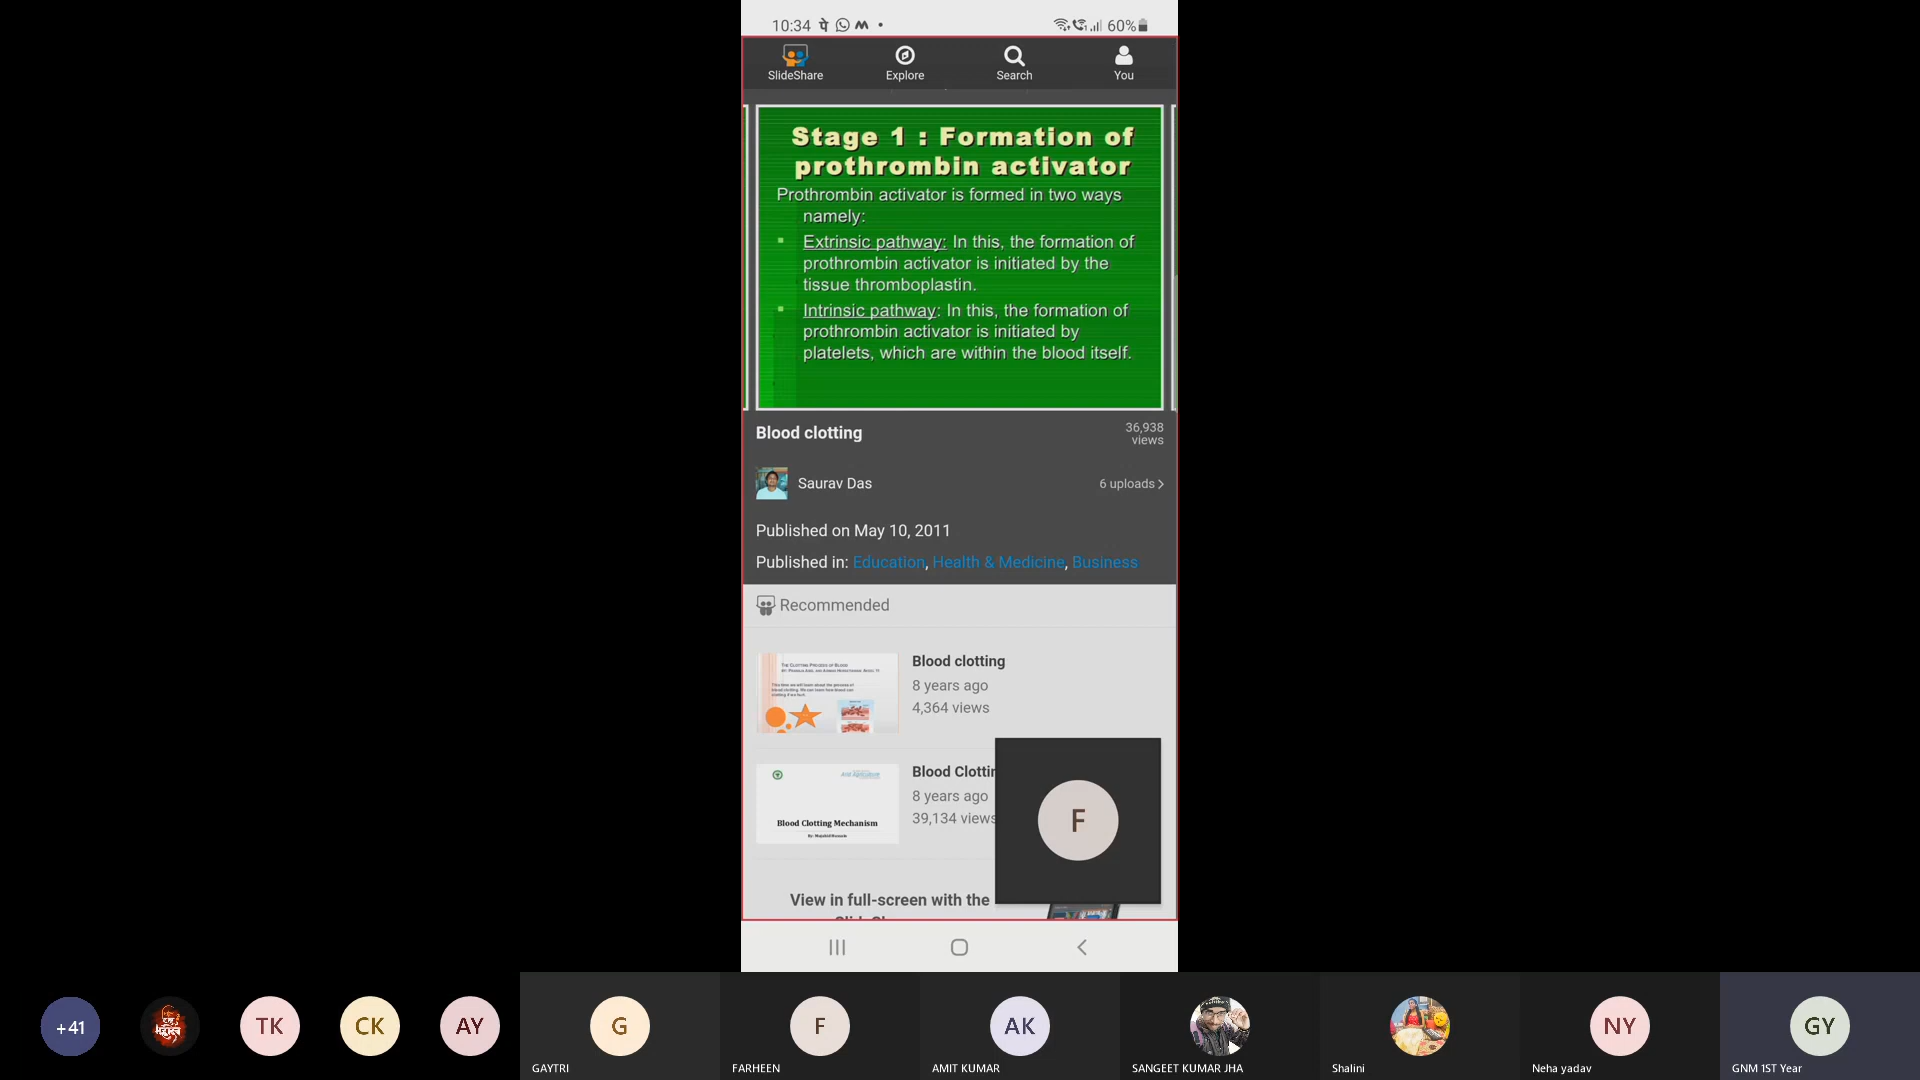 10:34
60%
SlideShare
Explore
Search
You
Stage 1 : Formation of
prothrombin activator
Prothrombin activator is formed in two ways
namely:
Extrinsic pathway: In this, the formation of
prothrombin activator is initiated by the
tissue thromboplastin.
Intrinsic pathway: In this, the formation of
prothrombin activator is initiated by
platelets, which are within the blood itself.
Blood clotting
36,938
views
Saurav Das
6 uploads
Published on May 10, 2011
Published in: Education, Health & Medicine, Business
Recommended
Blood clotting
8 years ago
4,364 views
The Clotting Process of Blood
Blood
8 years ago
39,134 views
Blood Clotting Mechanism
F
View in full-screen with the
+41
TK
CK
AY
G
GAYTRI
F
FARHEEN
AK
AMIT KUMAR
SANGEET KUMAR JHA
Shalini
NY
Neha yadav
GY
GNM 1ST Year